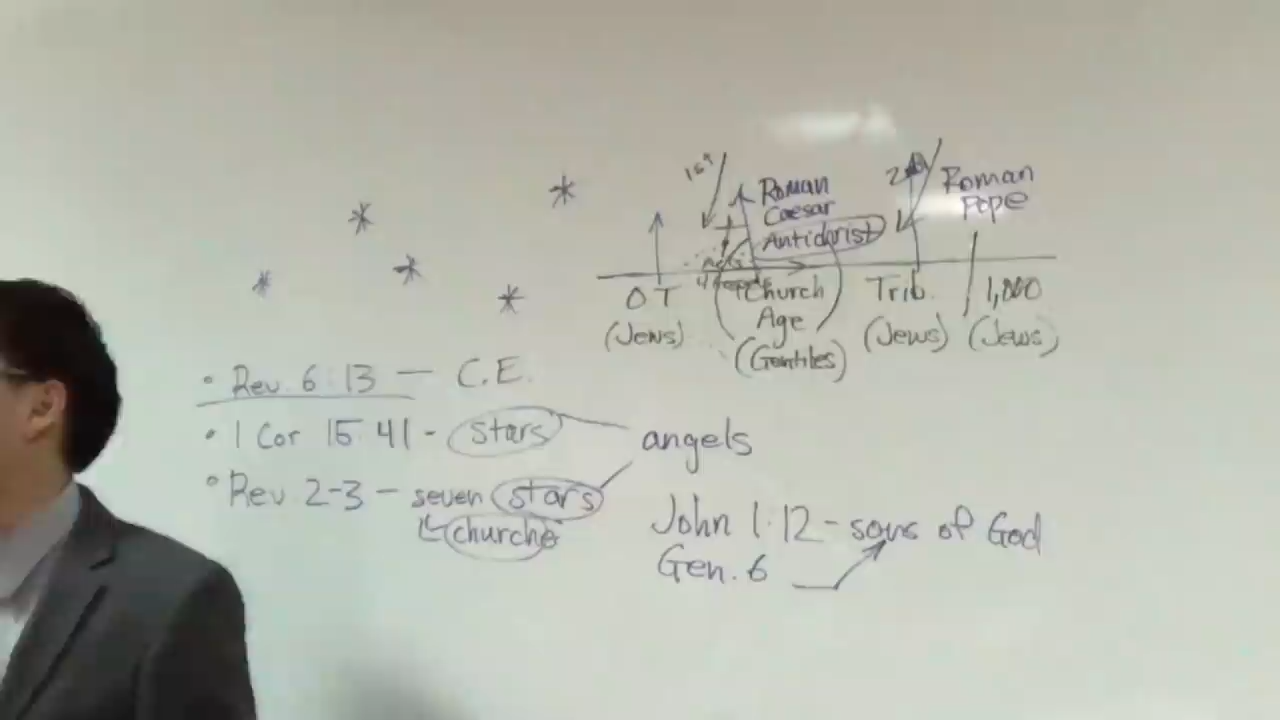 1st
Roman
Caesar
Antichrist
2nd
Roman
Pope
OT
(Jews)
Church
Age
(Gentiles)
Trib.
(Jews)
1,000
(Jews)
• Rev. 6:13 — C.E.
• 1 Cor 15:41 - stars
angels
• Rev. 2-3 — seven stars
churche
John 1:12 - sons of God
Gen. 6